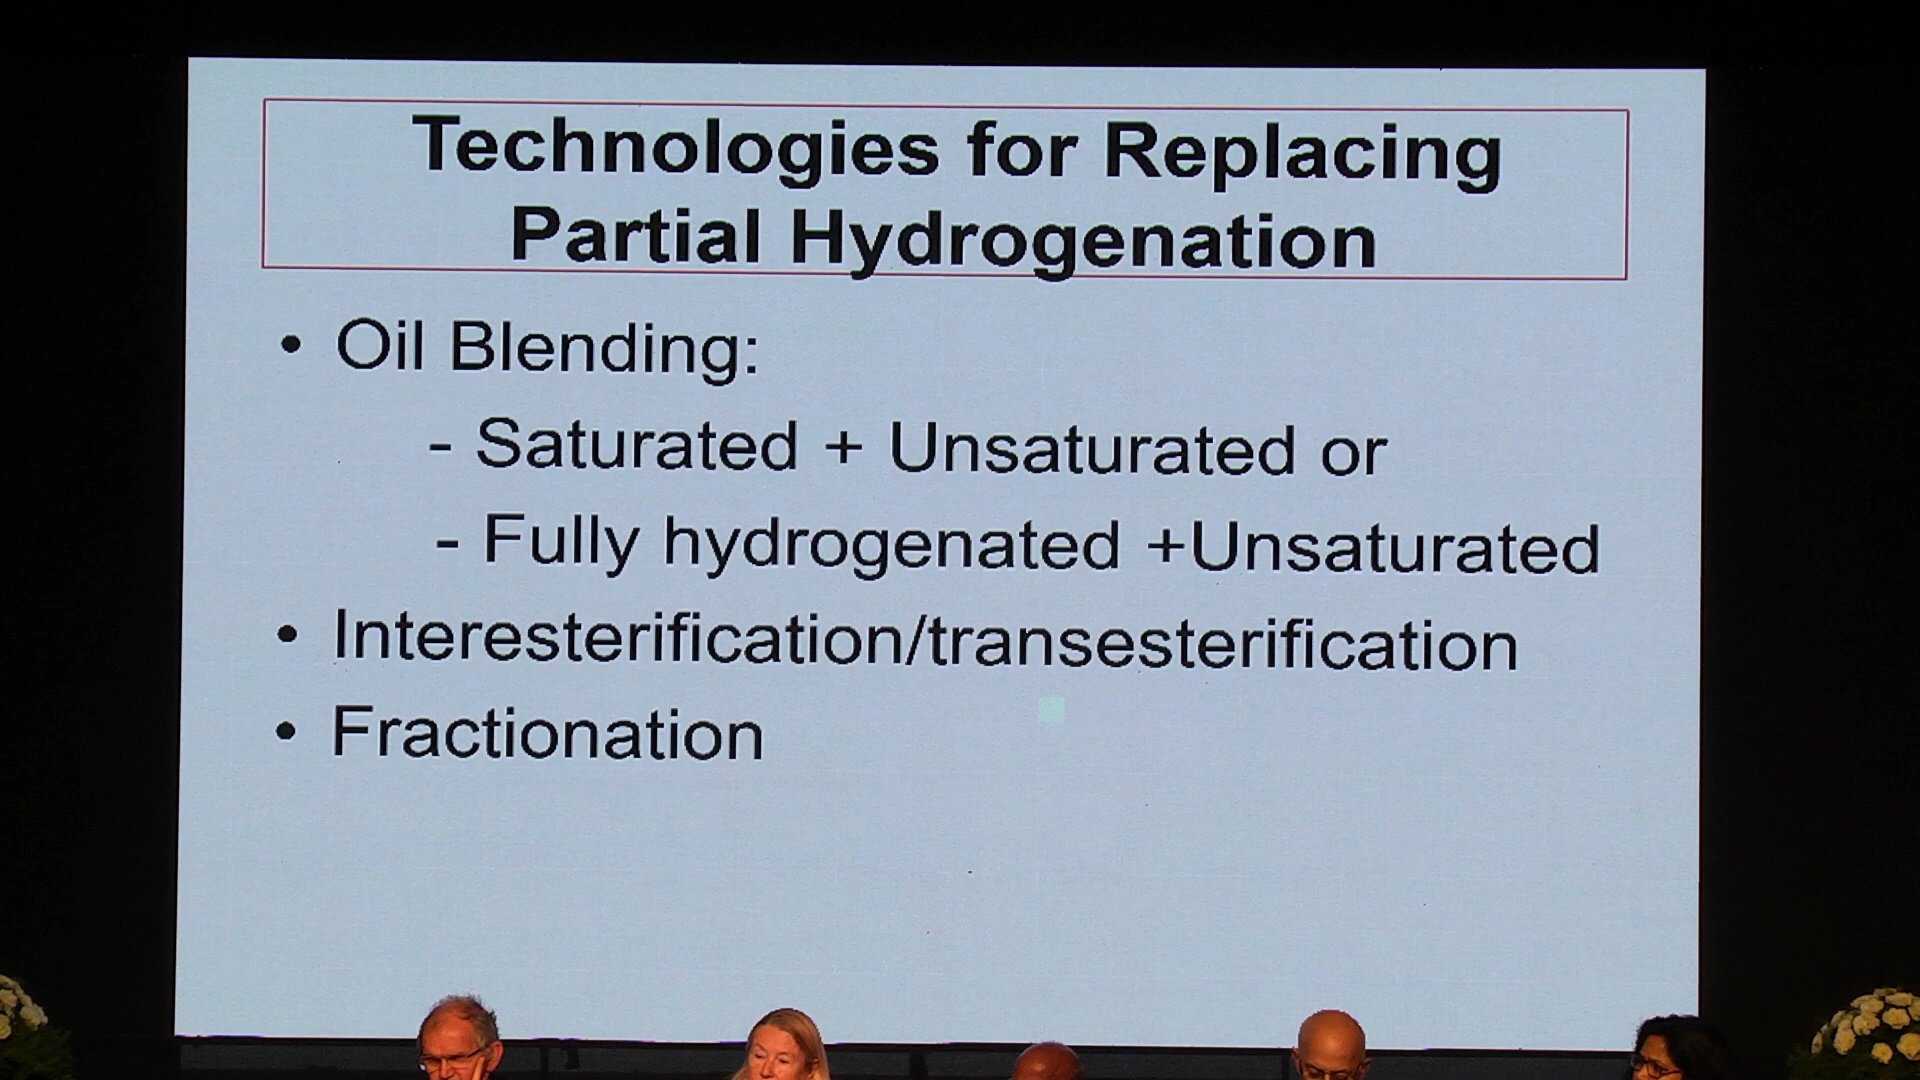 Technologies for Replacing
Partial Hydrogenation
• Oil Blending:
- Saturated + Unsaturated or
- Fully hydrogenated +Unsaturated
• Interesterification/transesterification
• Fractionation